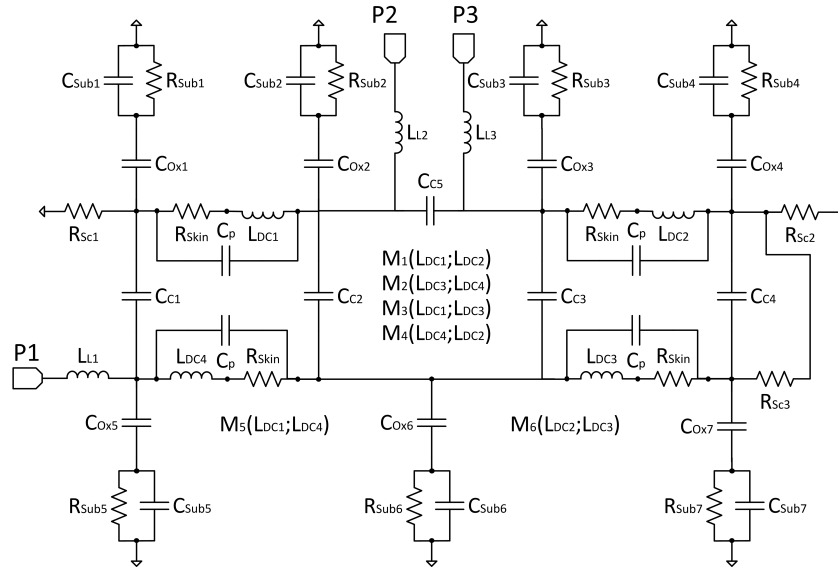 P2 P3
CSub1 RSub1 CSub2 RSub2 CSub3 RSub3 CSub4 RSub4
LL2 LL3
COx1 COx2 COx3 COx4
CC5
RSc1 RSkin Cp LDC1 RSkin Cp LDC2 RSc2
M1(LDC1;LDC2)
M2(LDC3;LDC4)
M3(LDC1;LDC3)
M4(LDC4;LDC2)
CC1 CC2 CC3 CC4
P1
LL1 LDC4 Cp RSkin LDC3 Cp RSkin RSc3
COx5 M5(LDC1;LDC4) COx6 M6(LDC2;LDC3) COx7
RSub5 CSub5 RSub6 CSub6 RSub7 CSub7